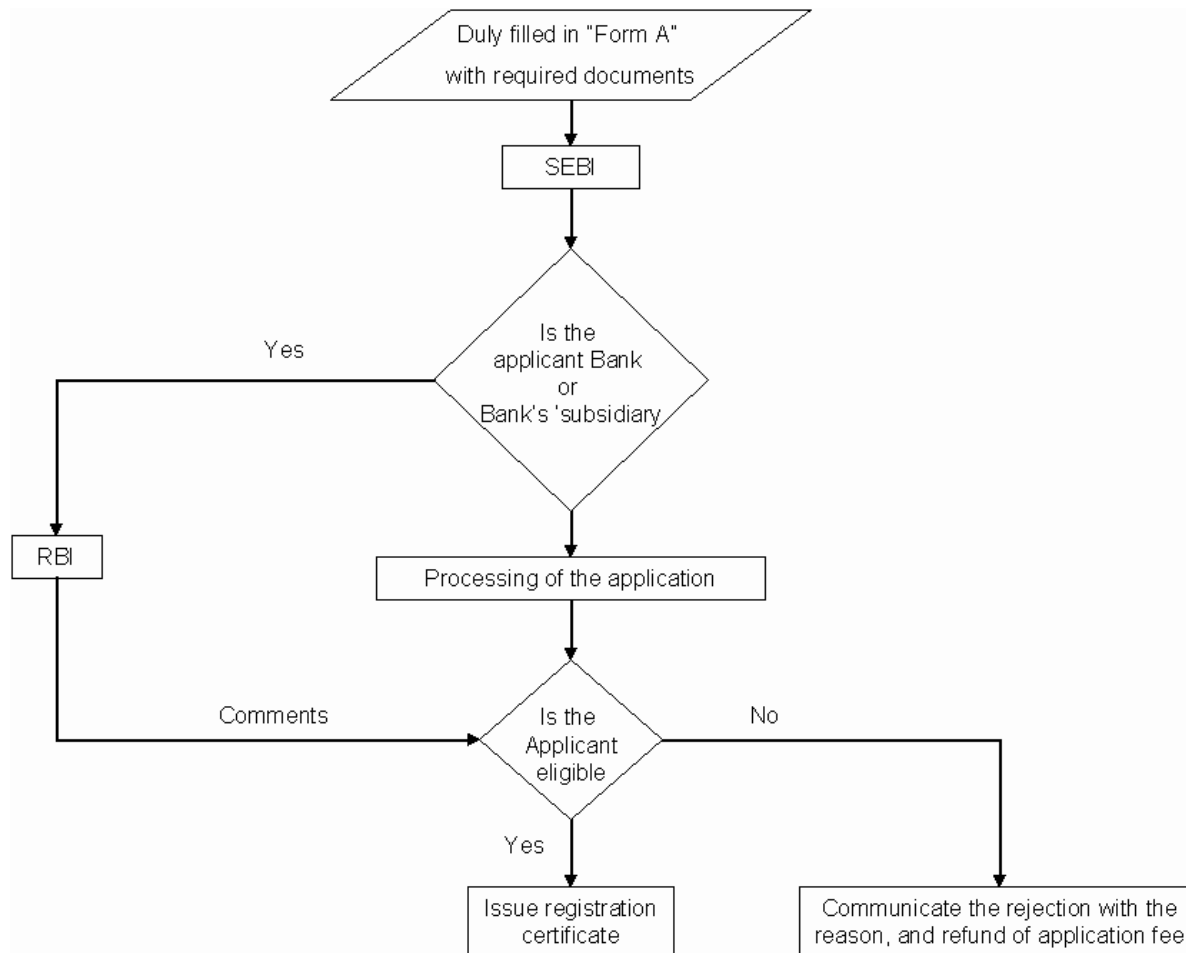 Duly filled in "Form A"
with required documents
SEBI
Is the
applicant Bank
or
Bank's 'subsidiary
Yes
RBI
Processing of the application
Comments
Is the
Applicant
eligible
No
Yes
Issue registration
certificate
Communicate the rejection with the
reason, and refund of application fee